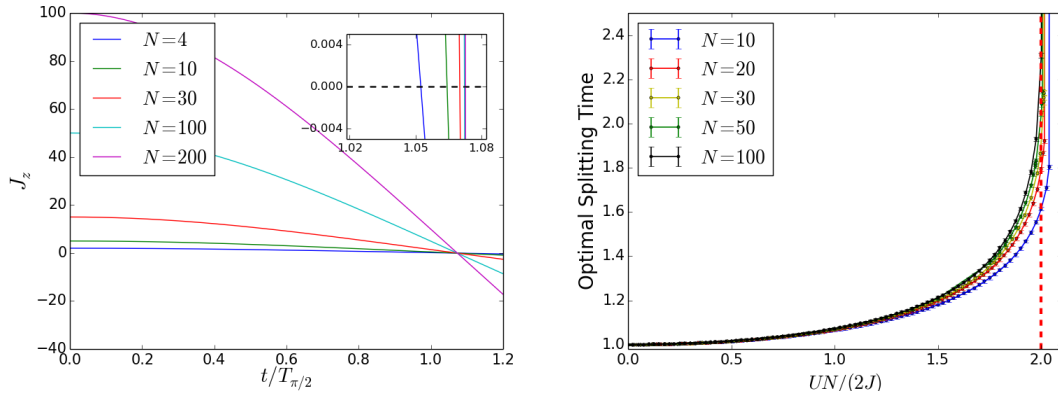 100
80
60
40
20
0
−20
−40
J_z
0.0 0.2 0.4 0.6 0.8 1.0 1.2
t/T_{π/2}
N=4
N=10
N=30
N=100
N=200
0.004
0.000
−0.004
1.02 1.05 1.08
2.4
2.2
2.0
1.8
1.6
1.4
1.2
1.0
Optimal Splitting Time
0.0 0.5 1.0 1.5 2.0
UN/(2J)
N=10
N=20
N=30
N=50
N=100